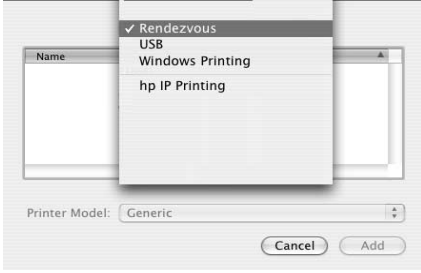 ✓ Rendezvous
USB
Windows Printing
hp IP Printing
Name
Printer Model: Generic
Cancel Add